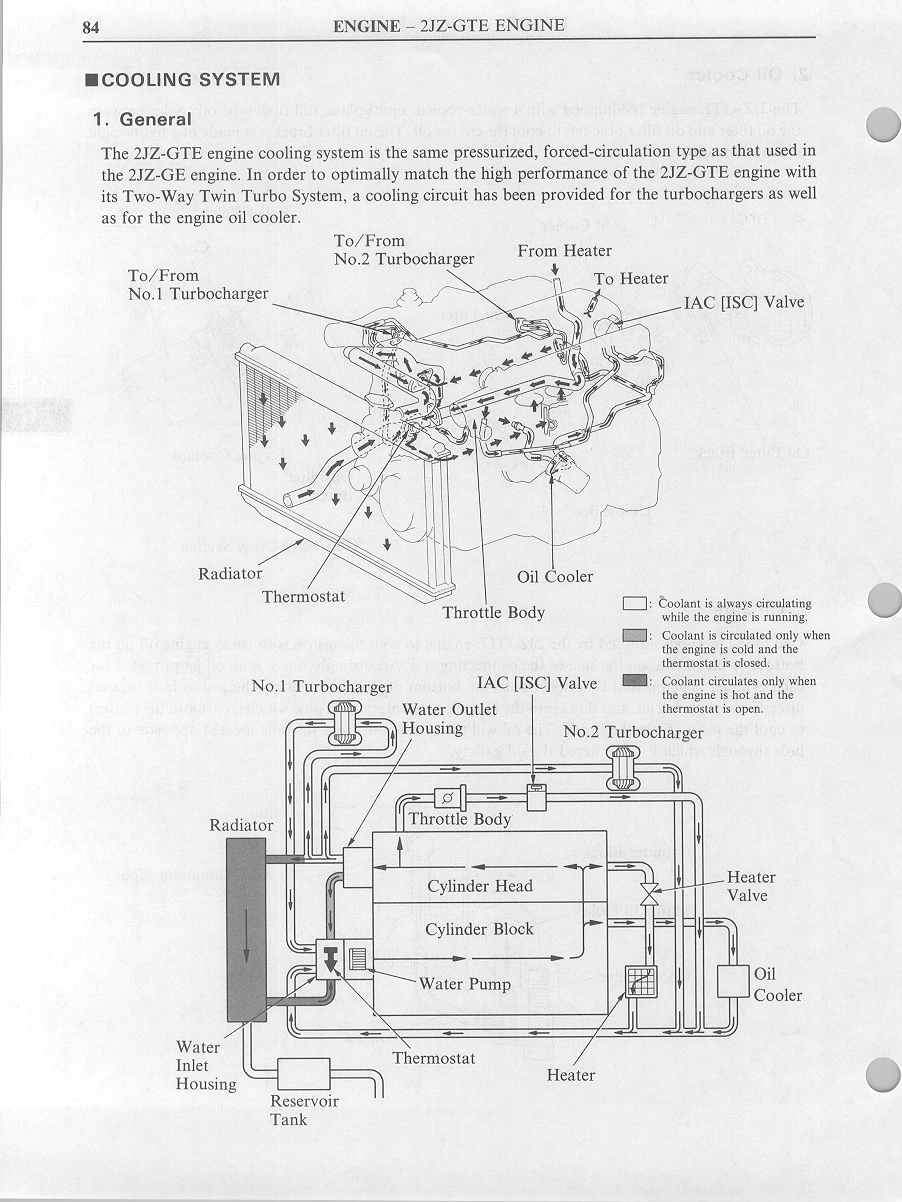 84
ENGINE – 2JZ-GTE ENGINE
■COOLING SYSTEM
1. General
The 2JZ-GTE engine cooling system is the same pressurized, forced-circulation type as that used in
the 2JZ-GE engine. In order to optimally match the high performance of the 2JZ-GTE engine with
its Two-Way Twin Turbo System, a cooling circuit has been provided for the turbochargers as well
as for the engine oil cooler.
To/From
No.2 Turbocharger
From Heater
To/From
No.1 Turbocharger
To Heater
IAC [ISC] Valve
Radiator
Thermostat
Oil Cooler
Throttle Body
: Coolant is always circulating
while the engine is running.
: Coolant is circulated only when
the engine is cold and the
thermostat is closed.
: Coolant circulates only when
the engine is hot and the
thermostat is open.
No.1 Turbocharger
IAC [ISC] Valve
Water Outlet
Housing
No.2 Turbocharger
Throttle Body
Radiator
Cylinder Head
Heater
Valve
Cylinder Block
Water Pump
Oil
Cooler
Water
Inlet
Housing
Thermostat
Heater
Reservoir
Tank